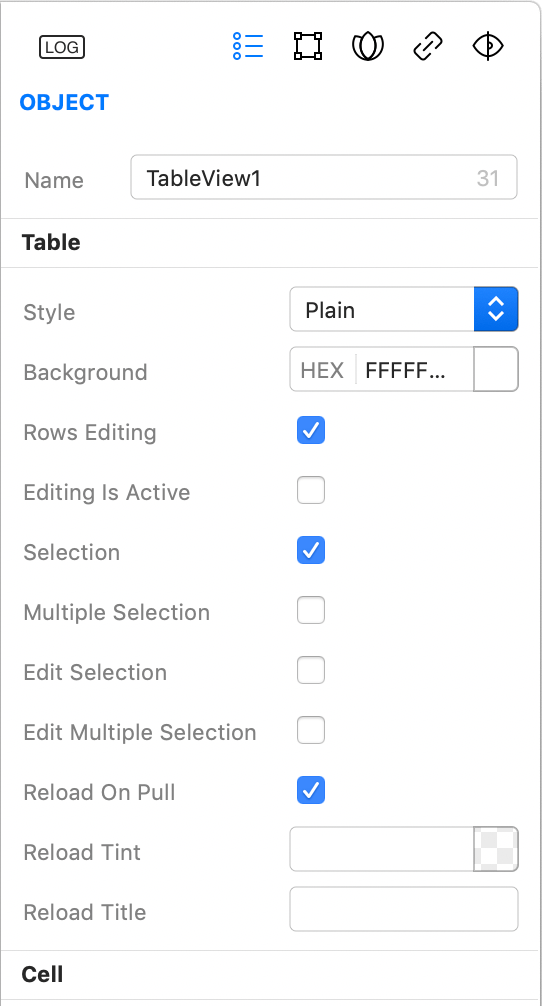 LOG
OBJECT
Name TableView1 31
Table
Style Plain
Background HEX FFFFF...
Rows Editing
Editing Is Active
Selection
Multiple Selection
Edit Selection
Edit Multiple Selection
Reload On Pull
Reload Tint
Reload Title
Cell